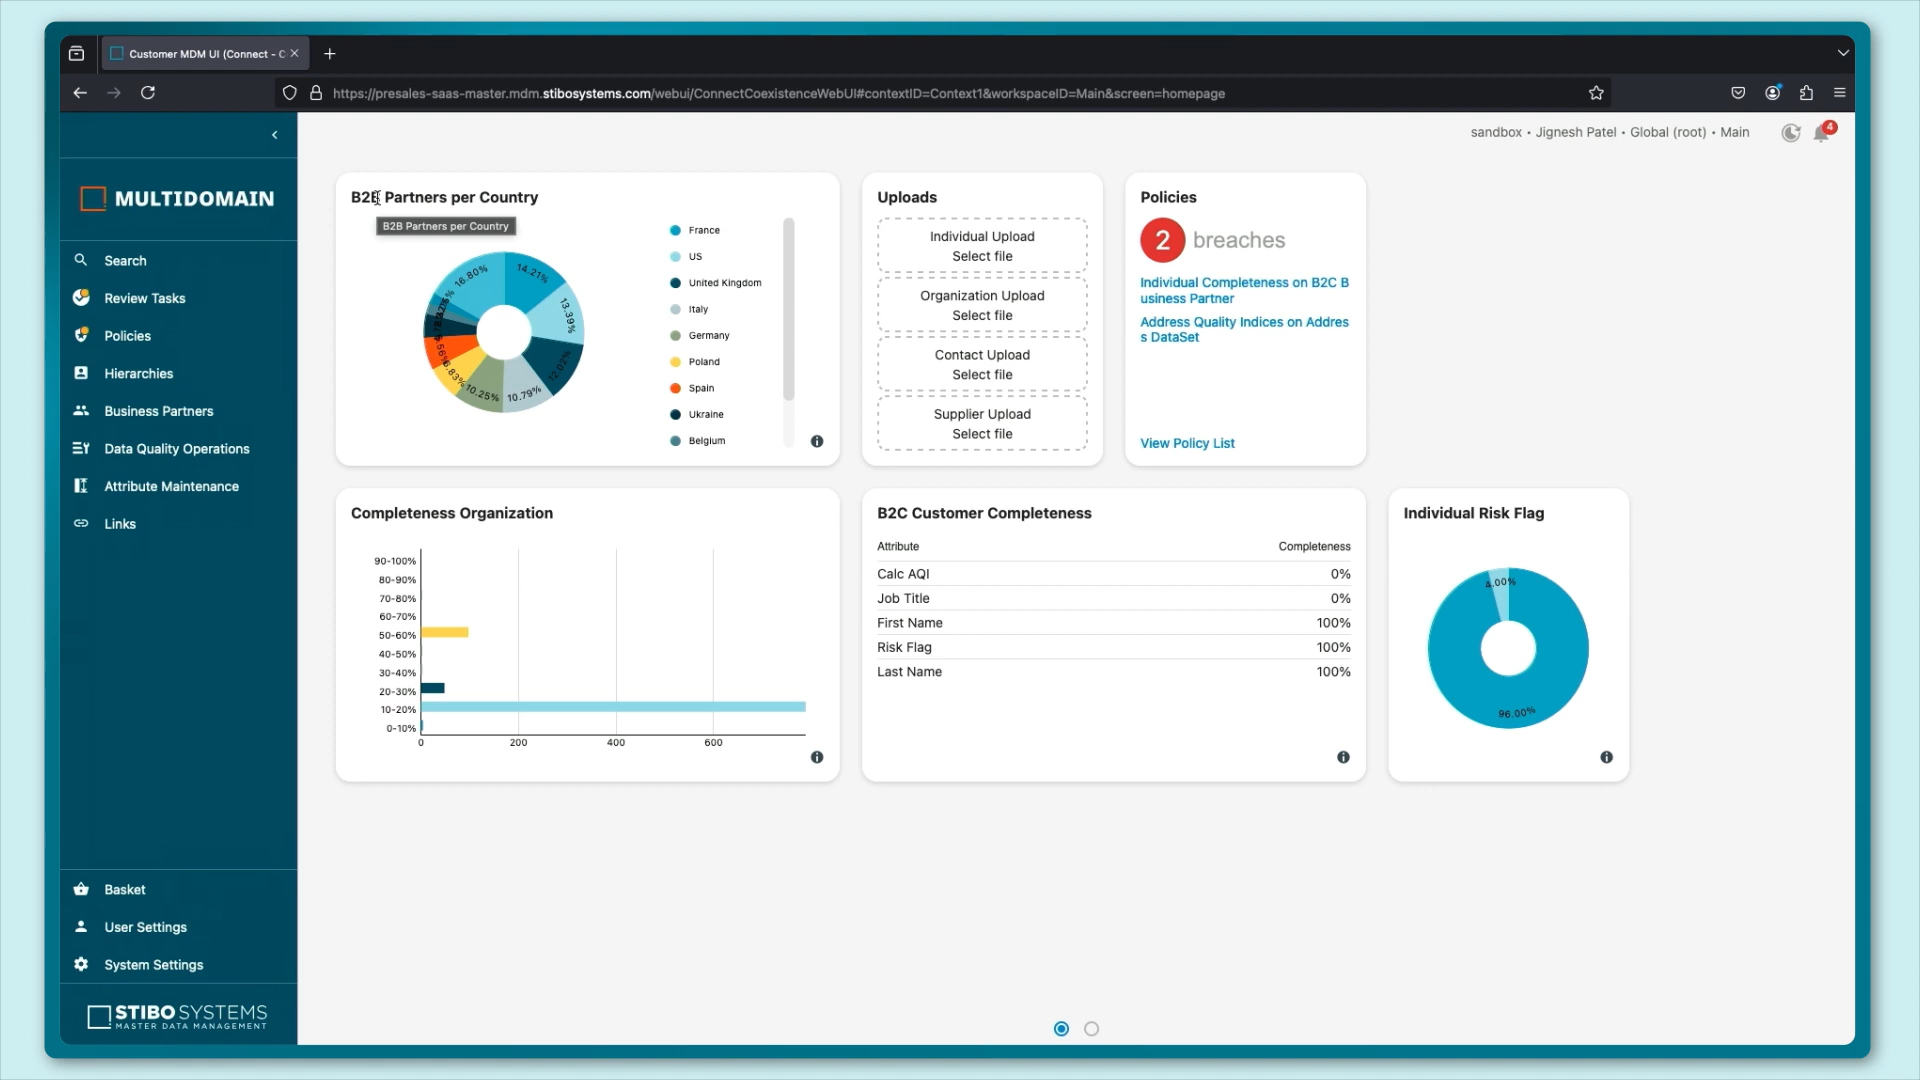 Customer MDM UI (Connect - C
https://presales-saas-master.mdm.stibosystems.com/webui/ConnectCoexistenceWebUI#contextID=Context1&workspaceID=Main&screen=homepage
sandbox • Jignesh Patel • Global (root) • Main
4
MULTIDOMAIN
Search
Review Tasks
Policies
Hierarchies
Business Partners
Data Quality Operations
Attribute Maintenance
Links
Basket
User Settings
System Settings
STIBO SYSTEMS
MASTER DATA MANAGEMENT
B2B Partners per Country
B2B Partners per Country
16.80%
14.21%
13.39%
12.02%
10.79%
10.25%
France
US
United Kingdom
Italy
Germany
Poland
Spain
Ukraine
Belgium
Uploads
Individual Upload
Select file
Organization Upload
Select file
Contact Upload
Select file
Supplier Upload
Select file
Policies
2 breaches
Individual Completeness on B2C B
usiness Partner
Address Quality Indices on Addres
s DataSet
View Policy List
Completeness Organization
90-100%
80-90%
70-80%
60-70%
50-60%
40-50%
30-40%
20-30%
10-20%
0-10%
0 200 400 600
B2C Customer Completeness
Attribute Completeness
Calc AQI 0%
Job Title 0%
First Name 100%
Risk Flag 100%
Last Name 100%
Individual Risk Flag
4.00%
96.00%